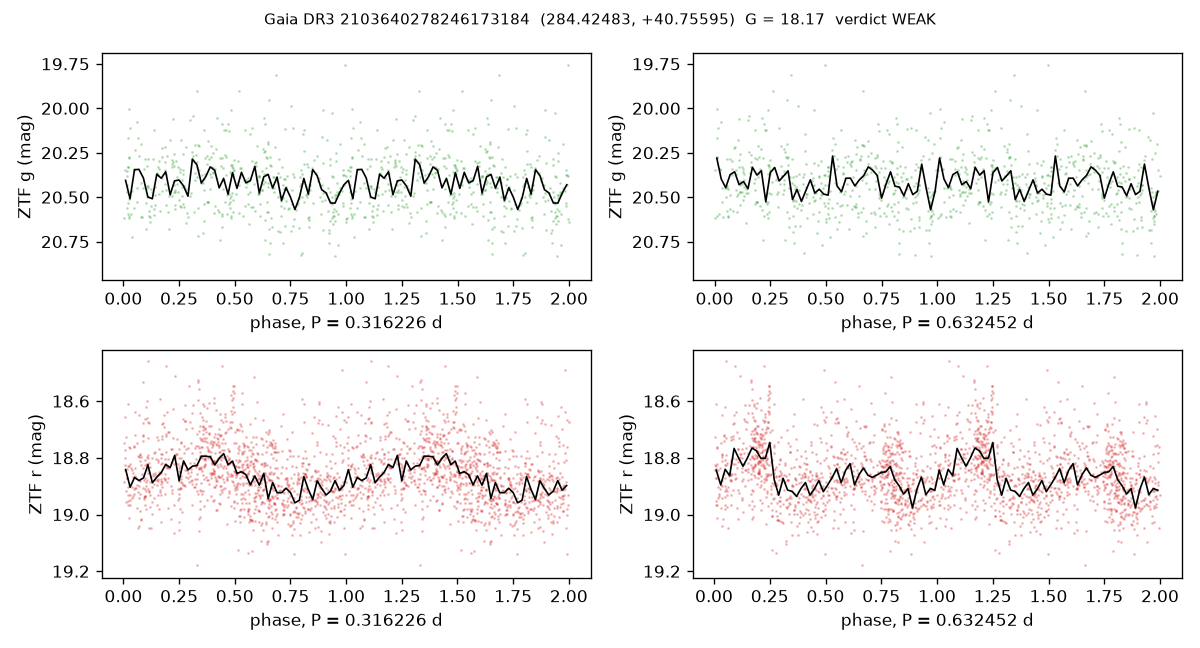 Gaia DR3 2103640278246173184 (284.42483, +40.75595) G = 18.17 verdict WEAK
ZTF g (mag)
19.75
20.00
20.25
20.50
20.75
0.00 0.25 0.50 0.75 1.00 1.25 1.50 1.75 2.00
phase, P = 0.316226 d
ZTF g (mag)
19.75
20.00
20.25
20.50
20.75
0.00 0.25 0.50 0.75 1.00 1.25 1.50 1.75 2.00
phase, P = 0.632452 d
ZTF r (mag)
18.6
18.8
19.0
19.2
0.00 0.25 0.50 0.75 1.00 1.25 1.50 1.75 2.00
phase, P = 0.316226 d
ZTF r (mag)
18.6
18.8
19.0
19.2
0.00 0.25 0.50 0.75 1.00 1.25 1.50 1.75 2.00
phase, P = 0.632452 d